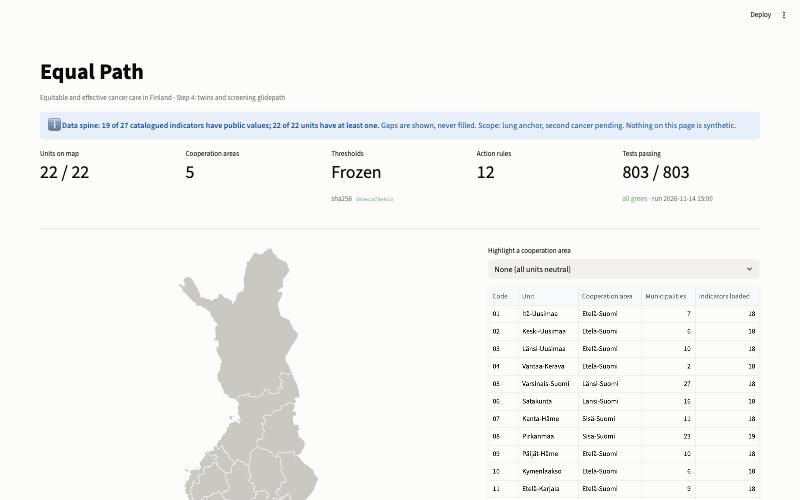 Deploy
Equal Path
Equitable and effective cancer care in Finland · Step 4: twins and screening glidepath
Data spine: 19 of 27 catalogued indicators have public values; 22 of 22 units have at least one. Gaps are shown, never filled. Scope: lung anchor, second cancer pending. Nothing on this page is synthetic.
Units on map
22 / 22
Cooperation areas
5
Thresholds
Frozen
sha256
Action rules
12
Tests passing
803 / 803
all green · run 2026-11-14 15:00
Highlight a cooperation area
None (all units neutral)
Code Unit Cooperation area Municipalities Indicators loaded
01 Itä-Uusimaa Etelä-Suomi 7 18
02 Keski-Uusimaa Etelä-Suomi 6 18
03 Länsi-Uusimaa Etelä-Suomi 10 18
04 Vantaa-Kerava Etelä-Suomi 2 18
05 Varsinais-Suomi Länsi-Suomi 27 18
06 Satakunta Länsi-Suomi 16 18
07 Kanta-Häme Sisä-Suomi 11 18
08 Pirkanmaa Sisä-Suomi 23 19
09 Päijät-Häme Etelä-Suomi 10 18
10 Kymenlaakso Etelä-Suomi 6 18
11 Etelä-Karjala Etelä-Suomi 9 18